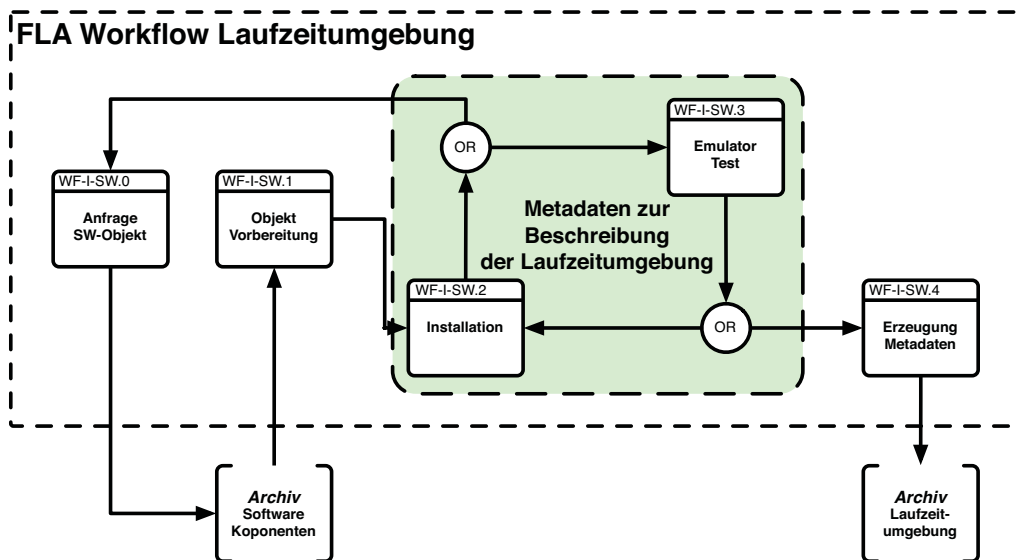 FLA Workflow Laufzeitumgebung
WF-I-SW.3
Emulator
Test
OR
WF-I-SW.0
Anfrage
SW-Objekt
WF-I-SW.1
Objekt
Vorbereitung
Metadaten zur
Beschreibung
der Laufzeitumgebung
WF-I-SW.2
Installation
OR
WF-I-SW.4
Erzeugung
Metadaten
Archiv
Software
Koponenten
Archiv
Laufzeit-
umgebung